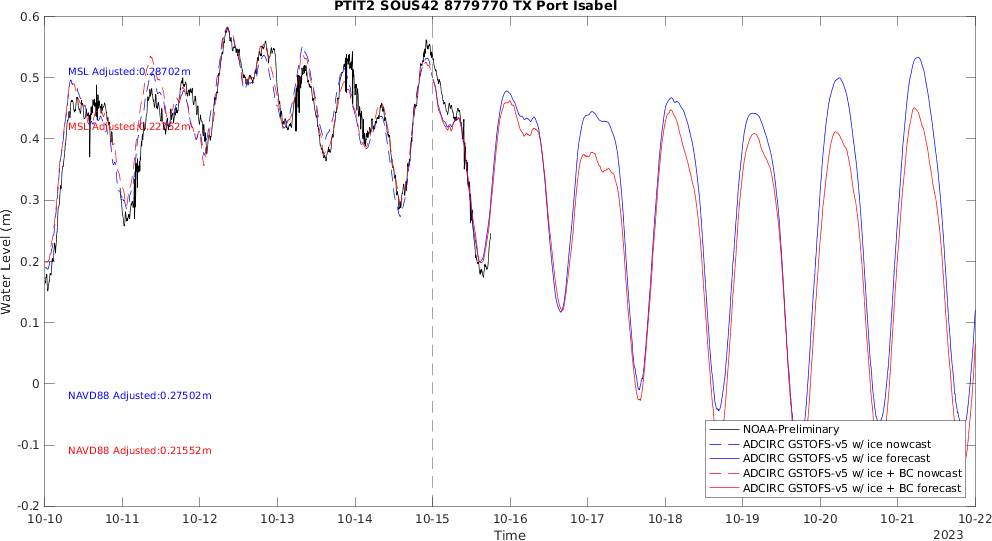 PTIT2 SOUS42 8779770 TX Port Isabel
0.6
0.5
0.4
0.3
0.2
0.1
0
-0.1
-0.2
Water Level (m)
MSL Adjusted:0.28702m
NAVD88 Adjusted:0.27502m
NAVD88 Adjusted:0.21552m
NOAA-Preliminary
ADCIRC GSTOFS-v5 w/ ice nowcast
ADCIRC GSTOFS-v5 w/ ice forecast
ADCIRC GSTOFS-v5 w/ ice + BC nowcast
ADCIRC GSTOFS-v5 w/ ice + BC forecast
10-10 10-11 10-12 10-13 10-14 10-15 10-16 10-17 10-18 10-19 10-20 10-21 10-22
Time
2023